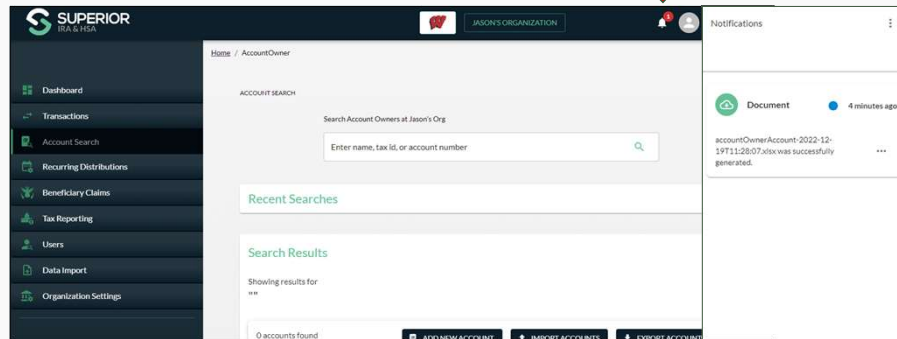 SUPERIOR
IRA & HSA
W
JASON'S ORGANIZATION
1
Notifications
Home / AccountOwner
Dashboard
Transactions
Account Search
Recurring Distributions
Beneficiary Claims
Tax Reporting
Users
Data Import
Organization Settings
ACCOUNT SEARCH
Search Account Owners at Jason's Org
Enter name, tax id, or account number
Recent Searches
Search Results
Showing results for
""
0 accounts found
ADD NEW ACCOUNT
IMPORT ACCOUNTS
EXPORT ACCOUNT
Document
4 minutes ago
accountOwnerAccount-2022-12-
19T11:28:07.xlsx was successfully
generated.